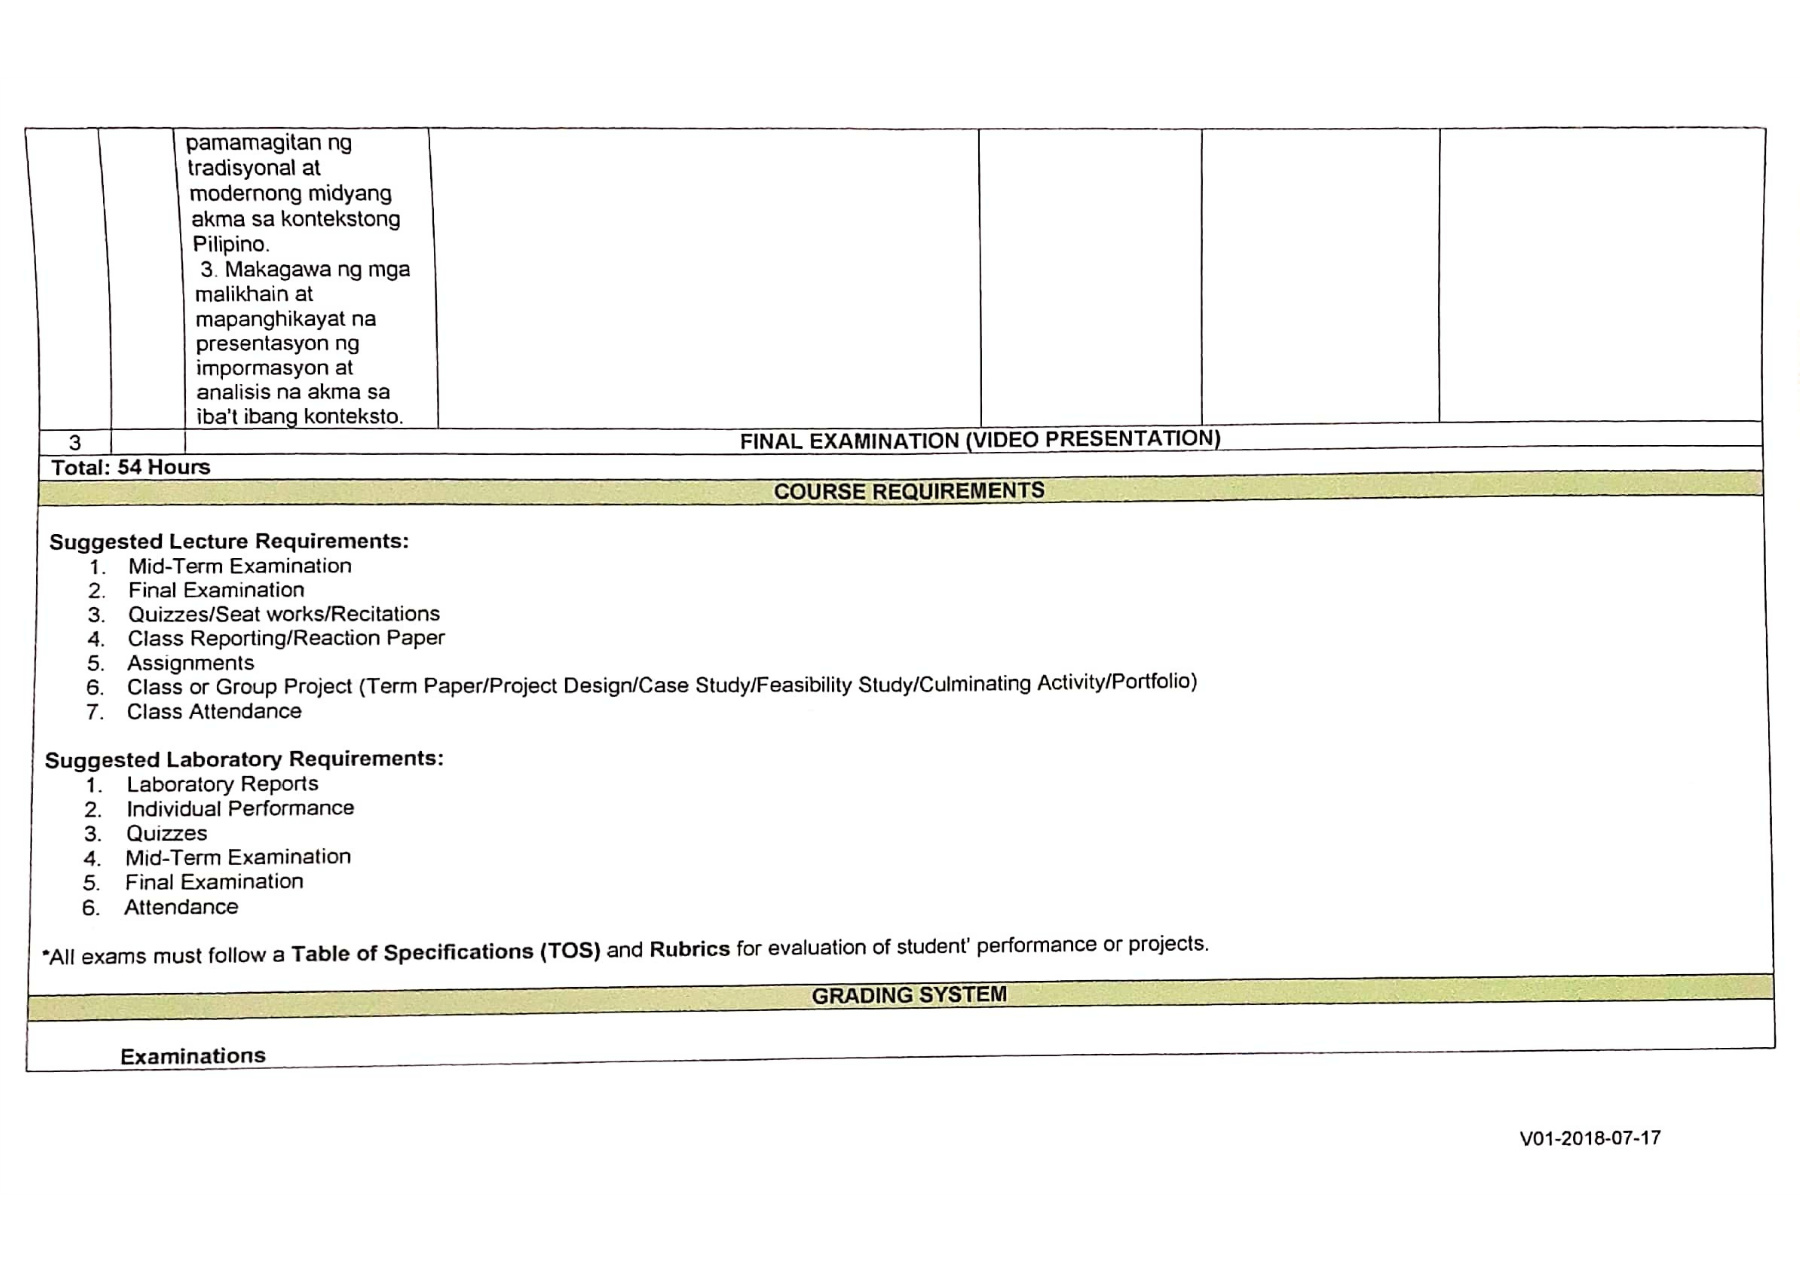 pamamagitan ng
tradisyonal at
modernong midyang
akma sa kontekstong
Pilipino.
3. Makagawa ng mga
malikhain at
mapanghikayat na
presentasyon ng
impormasyon at
analisis na akma sa
iba't ibang konteksto.
3 FINAL EXAMINATION (VIDEO PRESENTATION)
Total: 54 Hours
COURSE REQUIREMENTS
Suggested Lecture Requirements:
1. Mid-Term Examination
2. Final Examination
3. Quizzes/Seat works/Recitations
4. Class Reporting/Reaction Paper
5. Assignments
6. Class or Group Project (Term Paper/Project Design/Case Study/Feasibility Study/Culminating Activity/Portfolio)
7. Class Attendance
Suggested Laboratory Requirements:
1. Laboratory Reports
2. Individual Performance
3. Quizzes
4. Mid-Term Examination
5. Final Examination
6. Attendance
*All exams must follow a Table of Specifications (TOS) and Rubrics for evaluation of student' performance or projects.
GRADING SYSTEM
Examinations
V01-2018-07-17